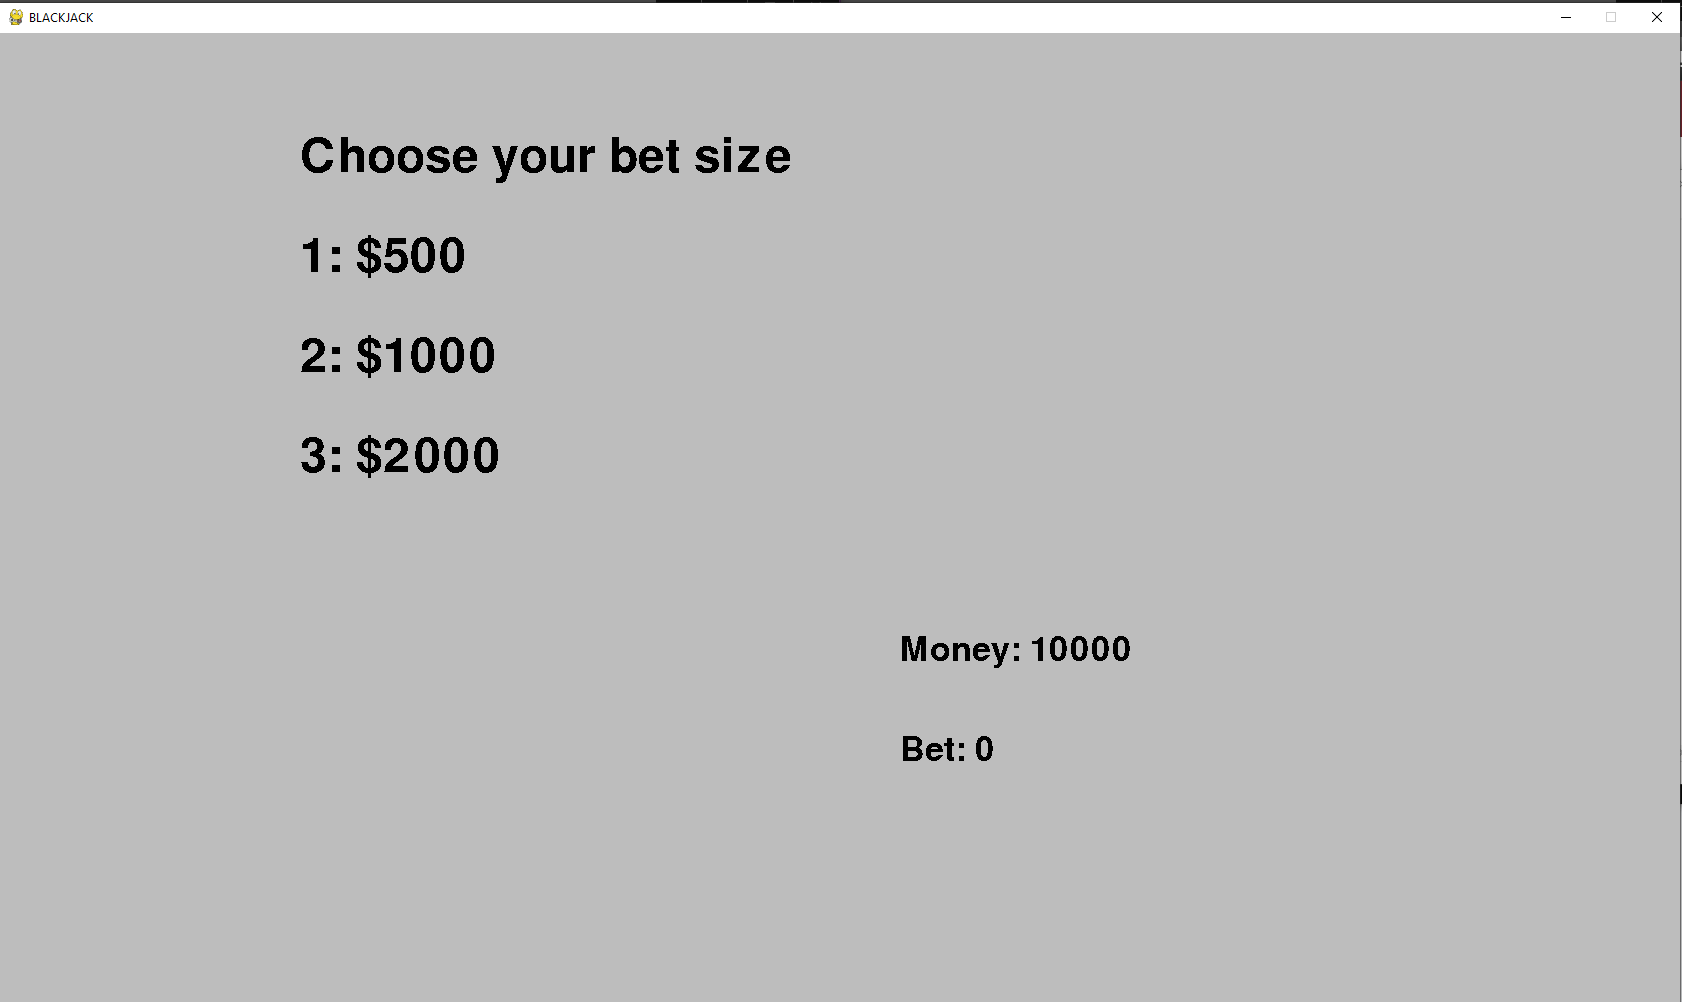 BLACKJACK
Choose your bet size
1: $500
2: $1000
3: $2000
Money: 10000
Bet: 0